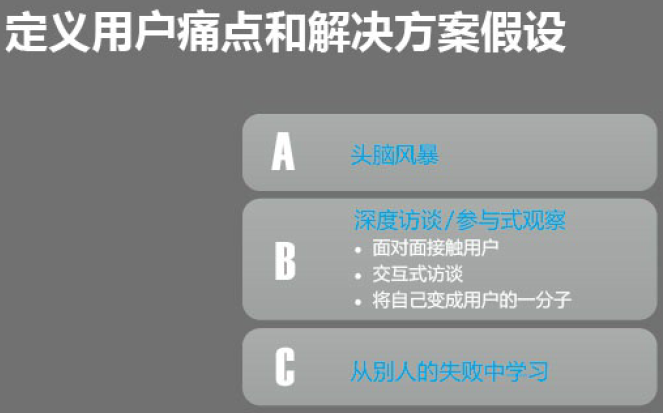 定义用户痛点和解决方案假设
A
头脑风暴
B
深度访谈/参与式观察
• 面对面接触用户
• 交互式访谈
• 将自己变成用户的一分子
C
从别人的失败中学习